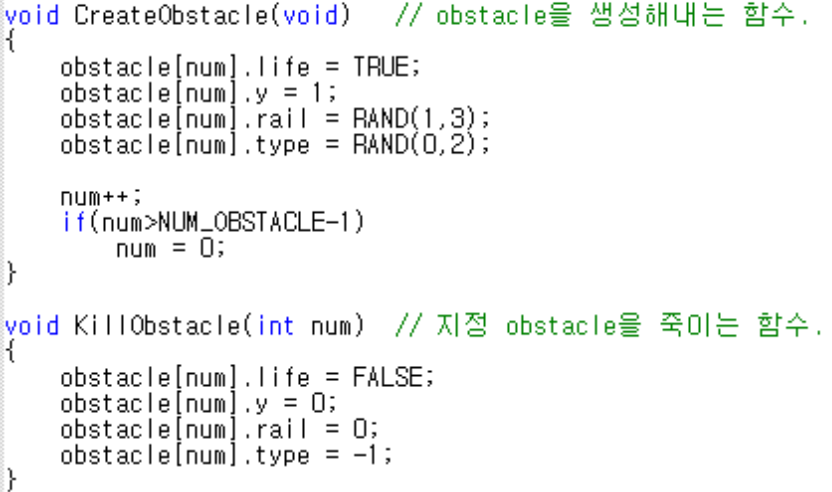 void CreateObstacle(void)   // obstacle을 생성해내는 함수.
{
    obstacle[num].life = TRUE;
    obstacle[num].y = 1;
    obstacle[num].rail = RAND(1,3);
    obstacle[num].type = RAND(0,2);

    num++;
    if(num>NUM_OBSTACLE-1)
        num = 0;
}

void KillObstacle(int num)  // 지정 obstacle을 죽이는 함수.
{
    obstacle[num].life = FALSE;
    obstacle[num].y = 0;
    obstacle[num].rail = 0;
    obstacle[num].type = -1;
}